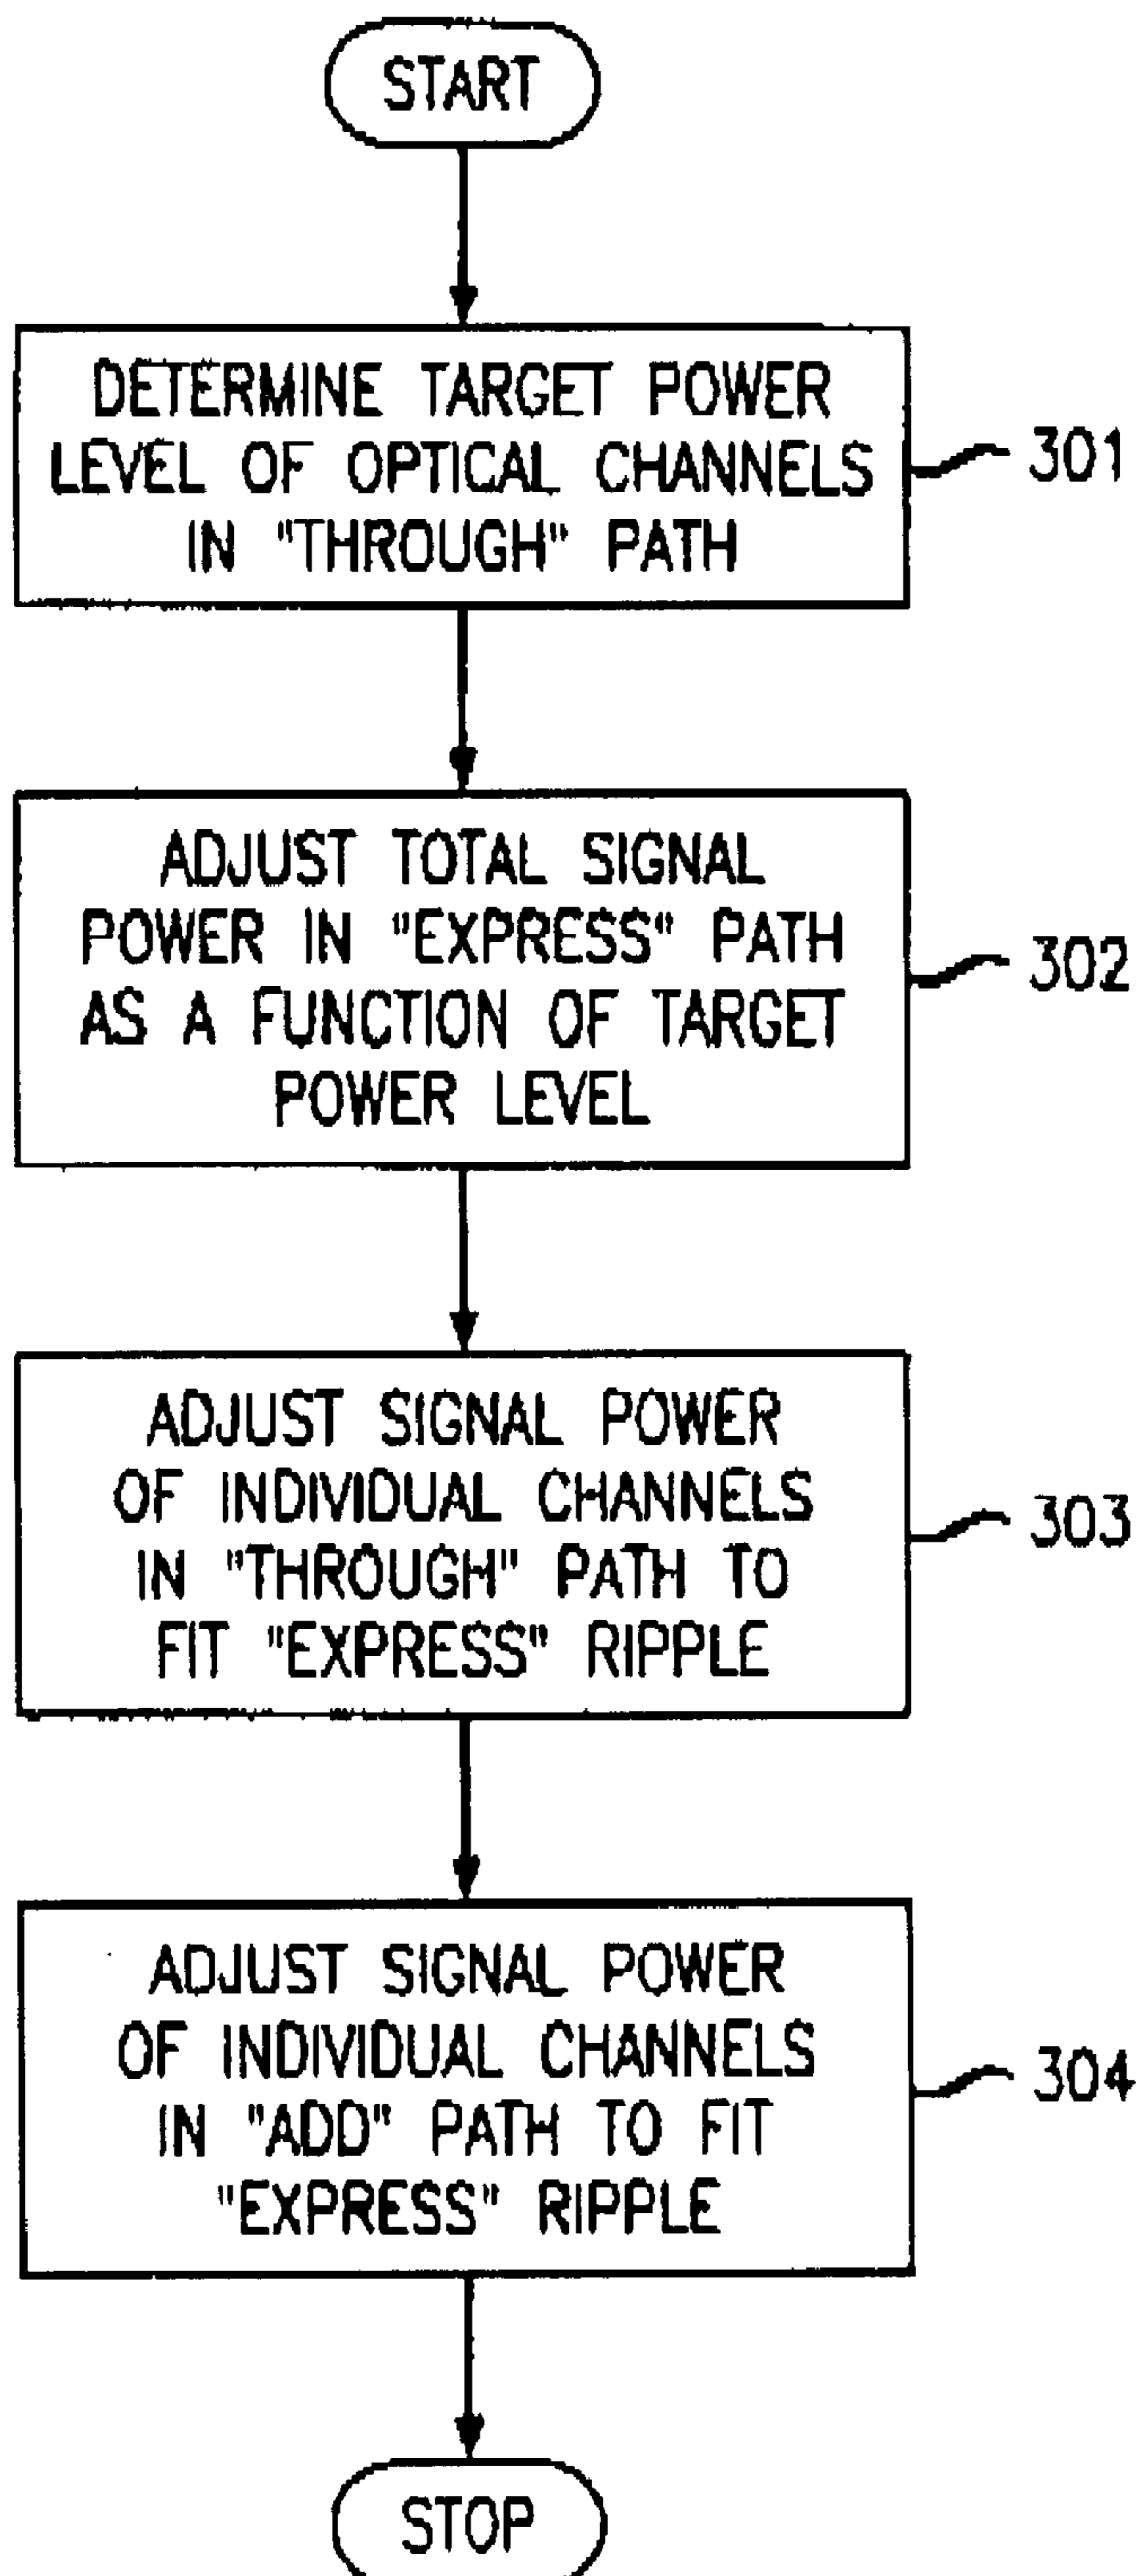 START
DETERMINE TARGET POWER
LEVEL OF OPTICAL CHANNELS
IN "THROUGH" PATH
301
ADJUST TOTAL SIGNAL
POWER IN "EXPRESS" PATH
AS A FUNCTION OF TARGET
POWER LEVEL
302
ADJUST SIGNAL POWER
OF INDIVIDUAL CHANNELS
IN "THROUGH" PATH TO
FIT "EXPRESS" RIPPLE
303
ADJUST SIGNAL POWER
OF INDIVIDUAL CHANNELS
IN "ADD" PATH TO FIT
"EXPRESS" RIPPLE
304
STOP